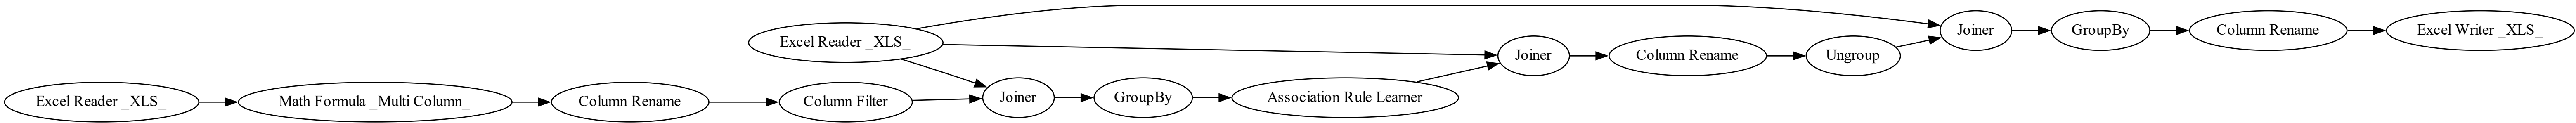 Excel Reader _XLS_
Math Formula _Multi Column_
Column Rename
Column Filter
Excel Reader _XLS_
Joiner
GroupBy
Association Rule Learner
Joiner
Column Rename
Ungroup
Joiner
GroupBy
Column Rename
Excel Writer _XLS_